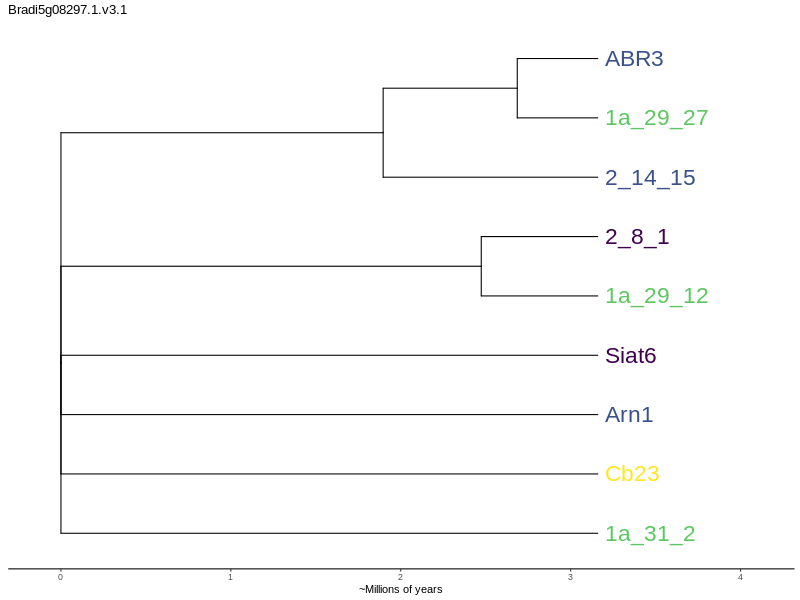 Bradi5g08297.1.v3.1
ABR3
1a_29_27
2_14_15
2_8_1
1a_29_12
Siat6
Arn1
Cb23
1a_31_2
0 1 2 3 4
~Millions of years